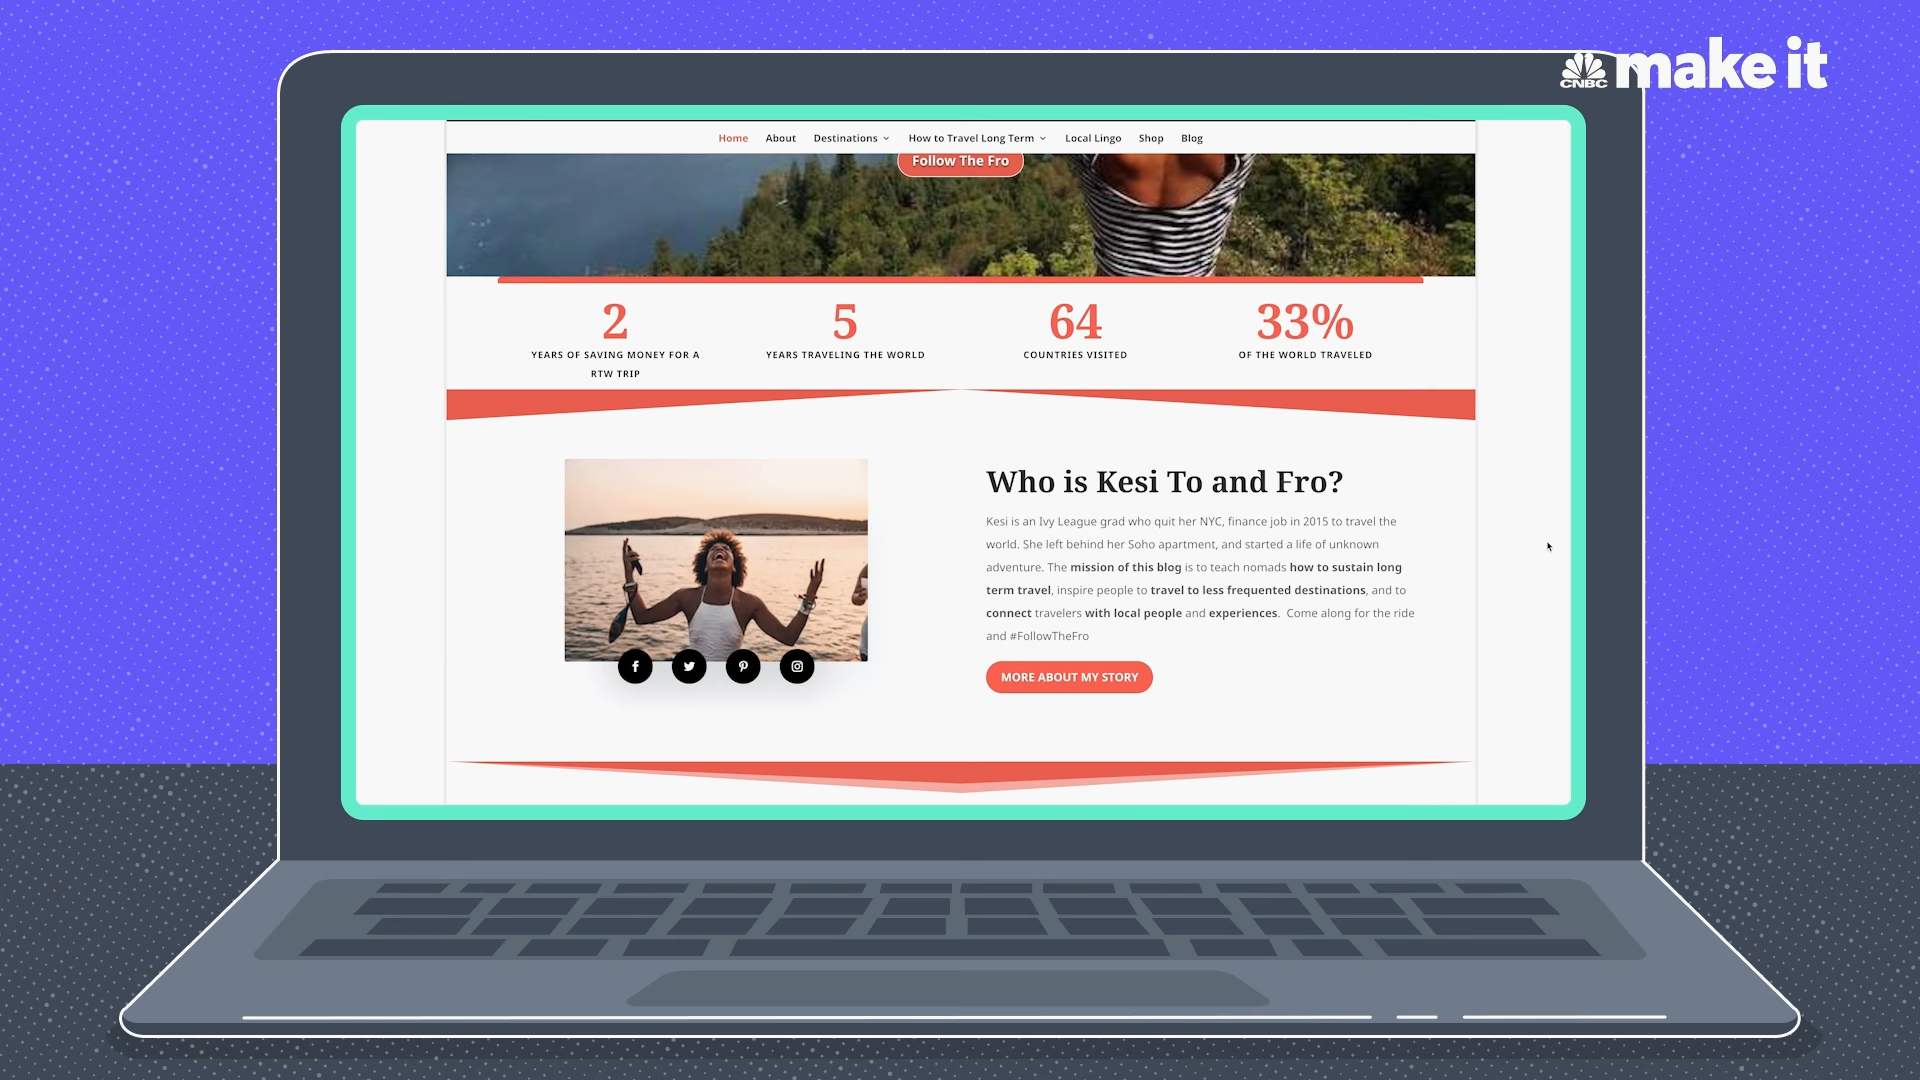 CNBC make it
Home About Destinations How to Travel Long Term Local Lingo Shop Blog
Follow The Fro
2
YEARS OF SAVING MONEY FOR A
RTW TRIP
5
YEARS TRAVELING THE WORLD
64
COUNTRIES VISITED
33%
OF THE WORLD TRAVELED
Who is Kesi To and Fro?
Kesi is an Ivy League grad who quit her NYC, finance job in 2015 to travel the
world. She left behind her Soho apartment, and started a life of unknown
adventure. The mission of this blog is to teach nomads how to sustain long
term travel, inspire people to travel to less frequented destinations, and to
connect travelers with local people and experiences. Come along for the ride
and #FollowTheFro
MORE ABOUT MY STORY